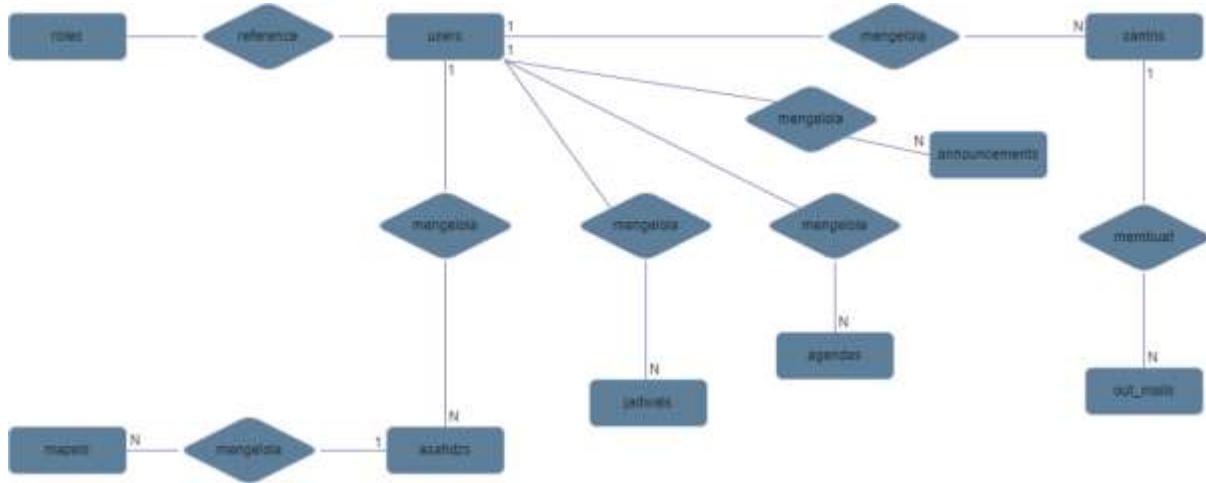 roles
reference
users
1
mengelola
N
santris
1
1
1
mengelola
N
announcements
mengelola
mengelola
mengelola
membuat
N
agendas
N
N
jadwals
out_mails
N
mapels
N
mengelola
1